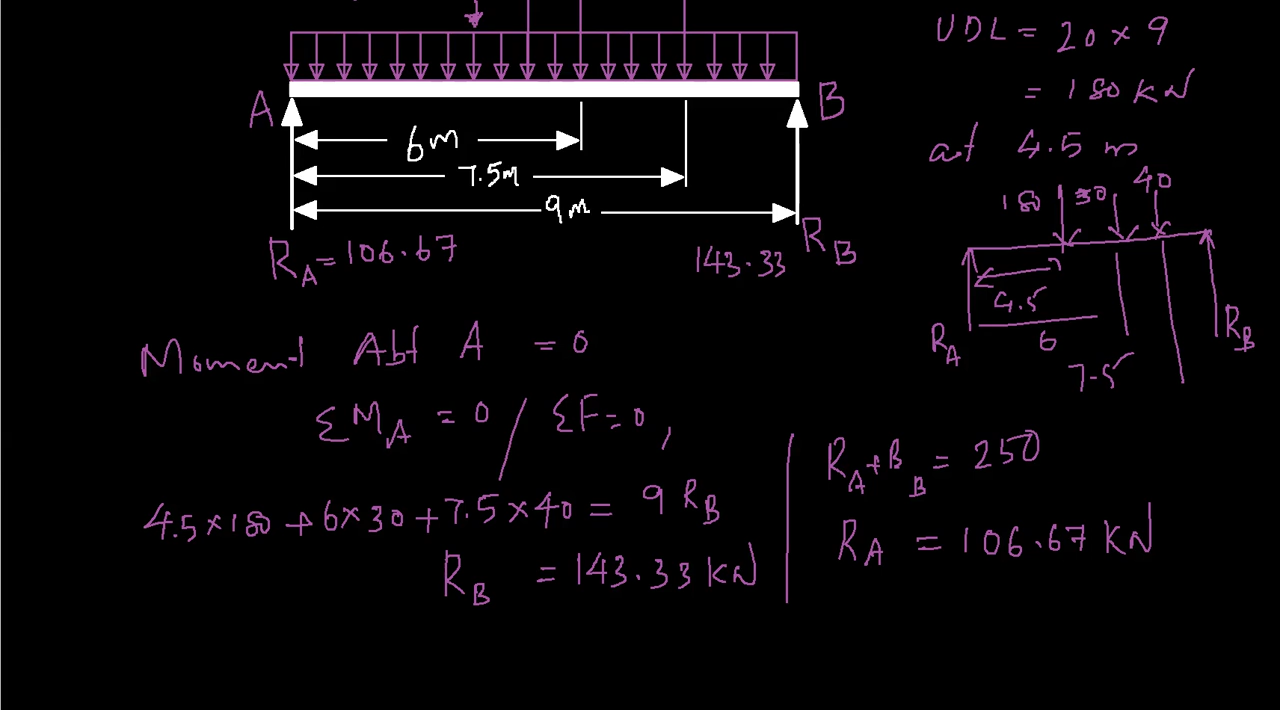 UDL = 20 × 9
= 180 KN
at 4.5 m
A
B
6m
7.5m
9m
R_A = 106.67
143.33 R_B
180 30 40
4.5
6
7.5
R_A
R_B
Moment Abt A = 0
ΣM_A = 0 / ΣF = 0,
4.5×180 + 6×30 + 7.5×40 = 9 R_B
R_B = 143.33 KN
R_A + B_B = 250
R_A = 106.67 KN